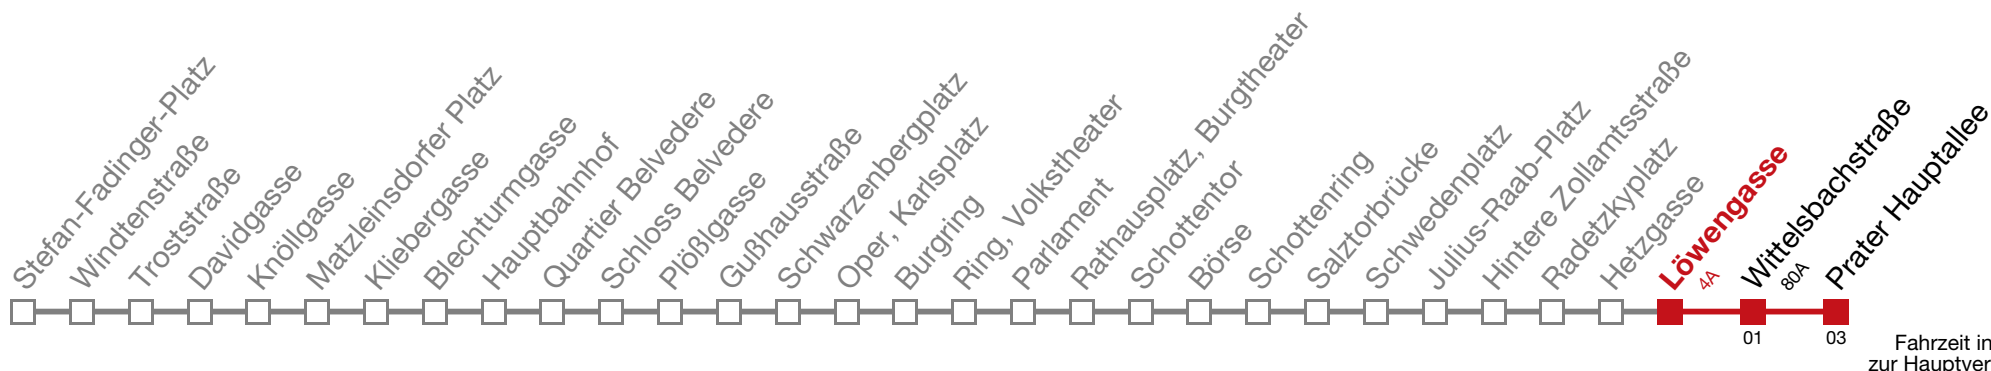 Stefan-Fadinger-Platz
Windtenstraße
Troststraße
Davidgasse
Knöllgasse
Matzleinsdorfer Platz
Kliebergasse
Blechturmgasse
Hauptbahnhof
Quartier Belvedere
Schloss Belvedere
Plößlgasse
Gußhausstraße
Schwarzenbergplatz
Oper, Karlsplatz
Burgring
Ring, Volkstheater
Parlament
Rathausplatz, Burgtheater
Schottentor
Börse
Schottenring
Salztorbrücke
Schwedenplatz
Julius-Raab-Platz
Hintere Zollamtsstraße
Radetzkyplatz
Hetzgasse
Löwengasse
4A
Wittelsbachstraße
80A
Prater Hauptallee
01
03
Fahrzeit in
zur Hauptver